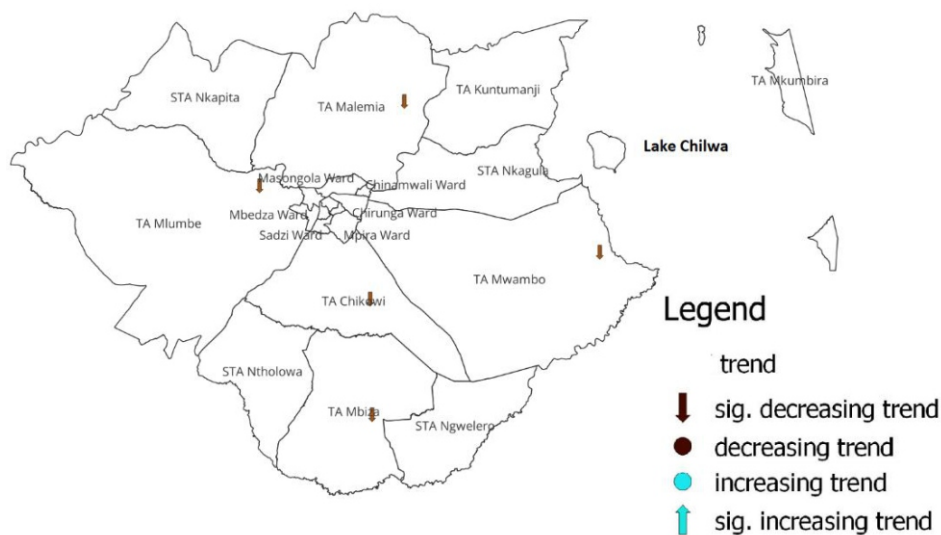 STA Nkapita
TA Malemia
TA Kuntumanji
TA Mkumbira
Lake Chilwa
STA Nkagula
Masongola Ward
Chinamwali Ward
TA Mlumbe
Mbedza Ward
Chirunga Ward
Sadzi Ward
Mpira Ward
TA Mwambo
TA Chikowi
STA Ntholowa
TA Mbiza
STA Ngwelero
Legend
trend
sig. decreasing trend
decreasing trend
increasing trend
sig. increasing trend